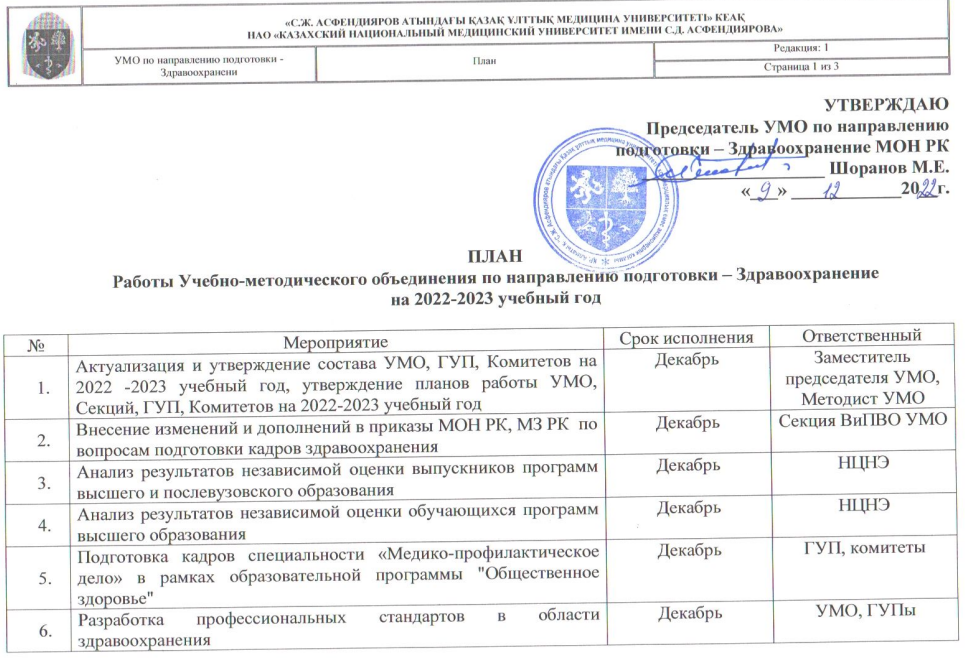 «С.Ж. АСФЕНДИЯРОВ АТЫНДАҒЫ ҚАЗАҚ ҰЛТТЫҚ МЕДИЦИНА УНИВЕРСИТЕТІ» КЕАҚ
НАО «КАЗАХСКИЙ НАЦИОНАЛЬНЫЙ МЕДИЦИНСКИЙ УНИВЕРСИТЕТ ИМЕНИ С.Д. АСФЕНДИЯРОВА»
УМО по направлению подготовки -
Здравоохранени
План
Редакция: 1
Страница 1 из 3
УТВЕРЖДАЮ
Председатель УМО по направлению
подготовки – Здравоохранение МОН РК
Шоранов М.Е.
« 9 » 12 2022 г.
ПЛАН
Работы Учебно-методического объединения по направлению подготовки – Здравоохранение
на 2022-2023 учебный год
№ Мероприятие Срок исполнения Ответственный
1. Актуализация и утверждение состава УМО, ГУП, Комитетов на Декабрь Заместитель
2022 -2023 учебный год, утверждение планов работы УМО, председателя УМО,
Секций, ГУП, Комитетов на 2022-2023 учебный год Методист УМО
2. Внесение изменений и дополнений в приказы МОН РК, МЗ РК по Декабрь Секция ВиПВО УМО
вопросам подготовки кадров здравоохранения
3. Анализ результатов независимой оценки выпускников программ Декабрь НЦНЭ
высшего и послевузовского образования
4. Анализ результатов независимой оценки обучающихся программ Декабрь НЦНЭ
высшего образования
5. Подготовка кадров специальности «Медико-профилактическое Декабрь ГУП, комитеты
дело» в рамках образовательной программы "Общественное
здоровье"
6. Разработка профессиональных стандартов в области Декабрь УМО, ГУПы
здравоохранения